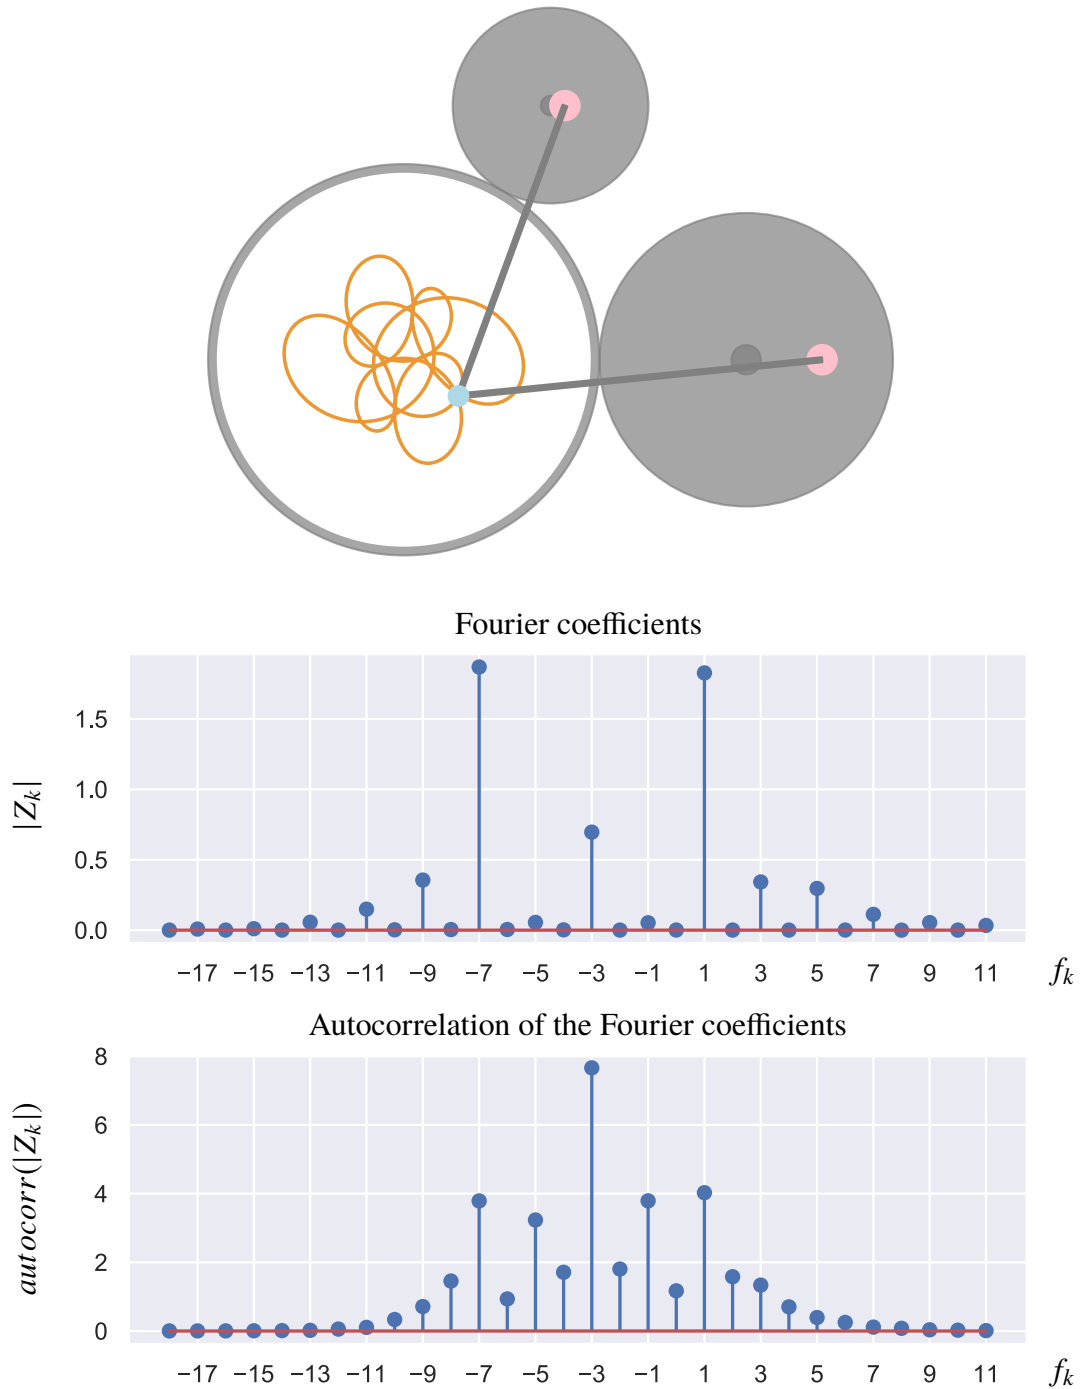 Fourier coefficients
|Z_k|
1.5
1.0
0.5
0.0
−17 −15 −13 −11 −9 −7 −5 −3 −1 1 3 5 7 9 11 f_k
Autocorrelation of the Fourier coefficients
autocorr(|Z_k|)
8
6
4
2
0
−17 −15 −13 −11 −9 −7 −5 −3 −1 1 3 5 7 9 11 f_k